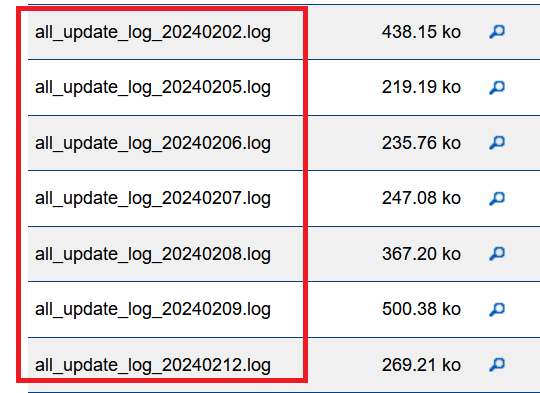 all_update_log_20240202.log 438.15 ko
all_update_log_20240205.log 219.19 ko
all_update_log_20240206.log 235.76 ko
all_update_log_20240207.log 247.08 ko
all_update_log_20240208.log 367.20 ko
all_update_log_20240209.log 500.38 ko
all_update_log_20240212.log 269.21 ko